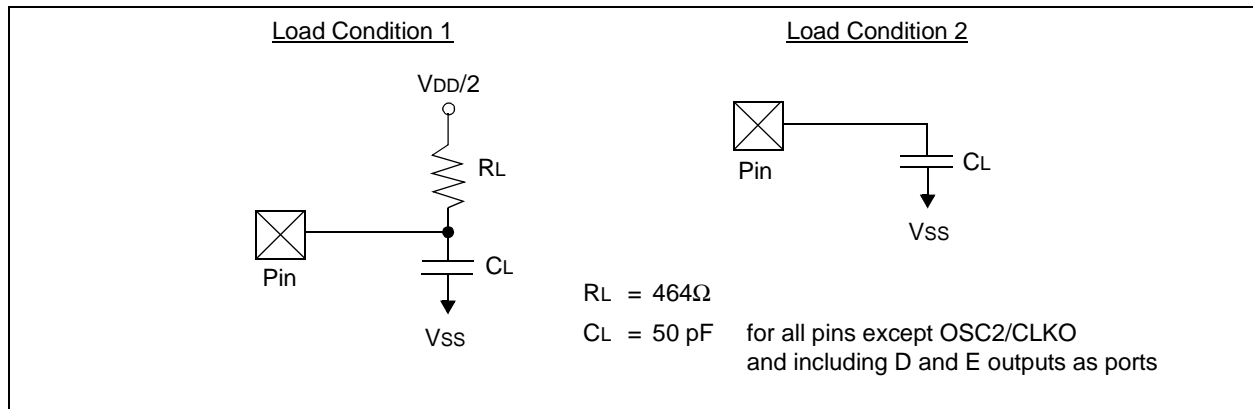 Load Condition 1
VDD/2
RL
Pin
CL
VSS
Load Condition 2
Pin
CL
VSS
RL = 464Ω
CL = 50 pF for all pins except OSC2/CLKO
and including D and E outputs as ports